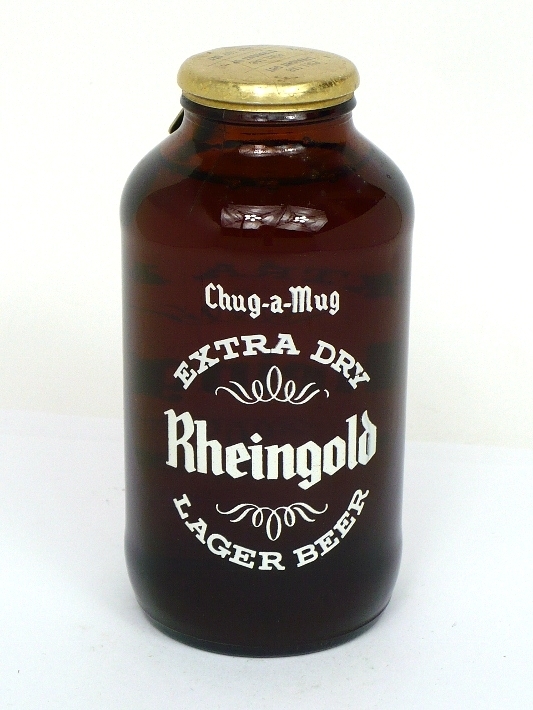 Chug-a-Mug
EXTRA DRY
Rheingold
LAGER BEER